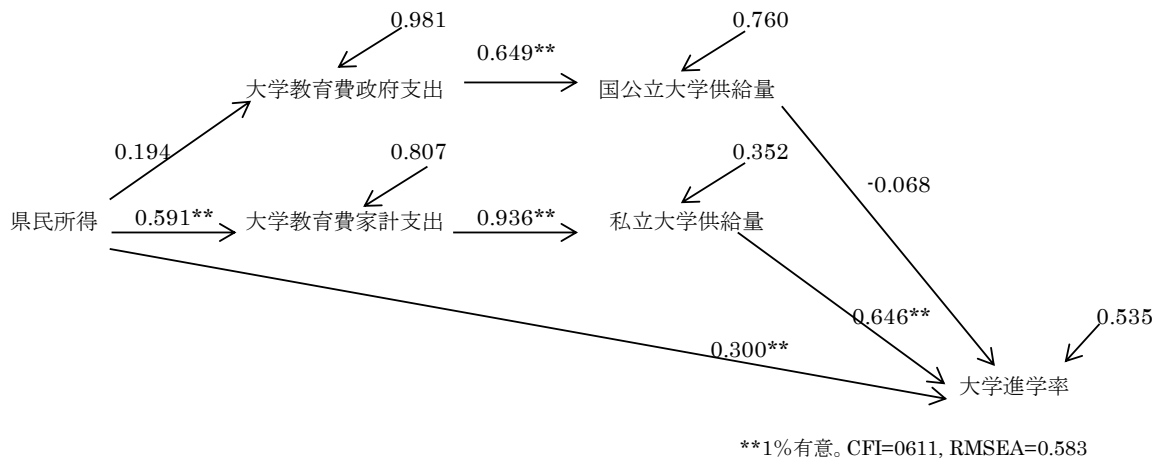 0.981
0.760
0.649**
大学教育費政府支出
国公立大学供給量
0.194
0.807
0.352
-0.068
県民所得
0.591**
大学教育費家計支出
0.936**
私立大学供給量
0.646**
0.535
0.300**
大学進学率
**1％有意。CFI=0611, RMSEA=0.583